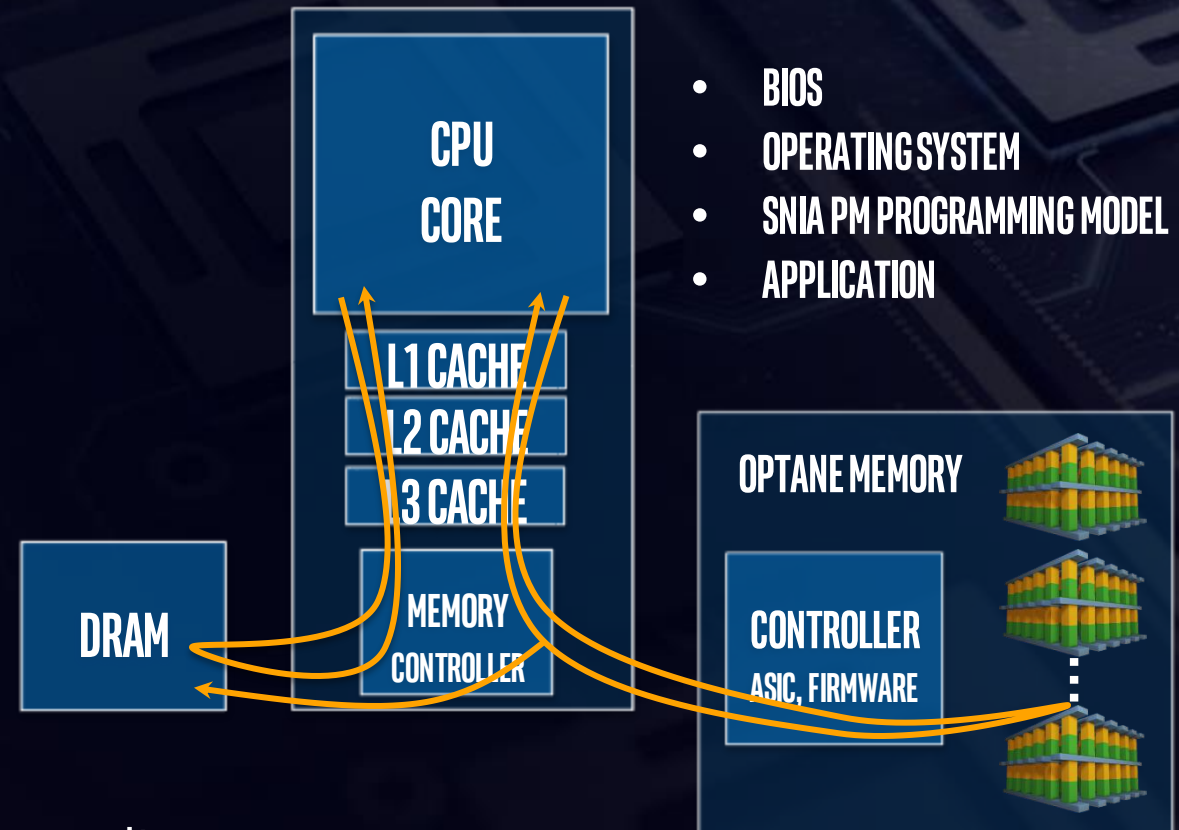 CPU
CORE
L1 CACHE
L2 CACHE
L3 CACHE
MEMORY
CONTROLLER
DRAM
• BIOS
• OPERATING SYSTEM
• SNIA PM PROGRAMMING MODEL
• APPLICATION
OPTANE MEMORY
CONTROLLER
ASIC, FIRMWARE